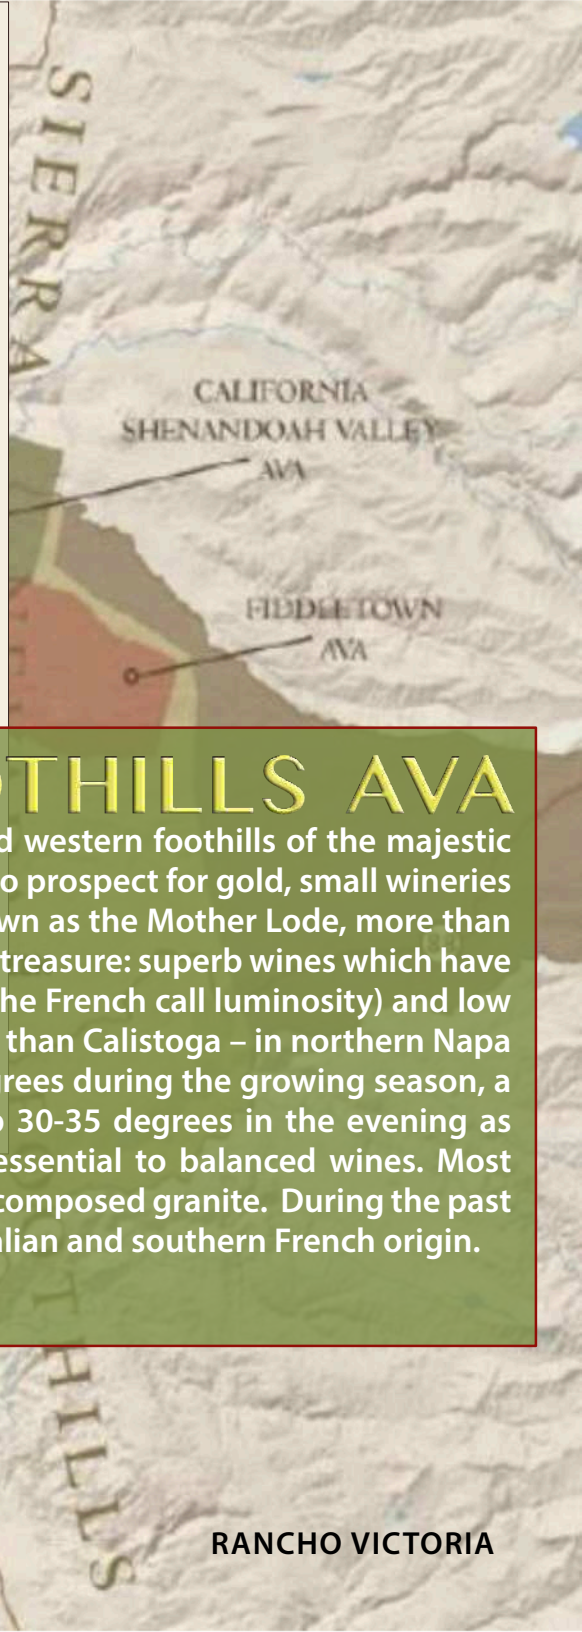 SIERRA
CALIFORNIA
SHENANDOAH VALLEY
AVA
FIDDLETOWN
AVA
OTHILLS AVA
d western foothills of the majestic
o prospect for gold, small wineries
wn as the Mother Lode, more than
treasure: superb wines which have
he French call luminosity) and low
than Calistoga – in northern Napa
grees during the growing season, a
o 30-35 degrees in the evening as
essential to balanced wines. Most
composed granite. During the past
alian and southern French origin.
88
FOOTHILLS
RANCHO VICTORIA